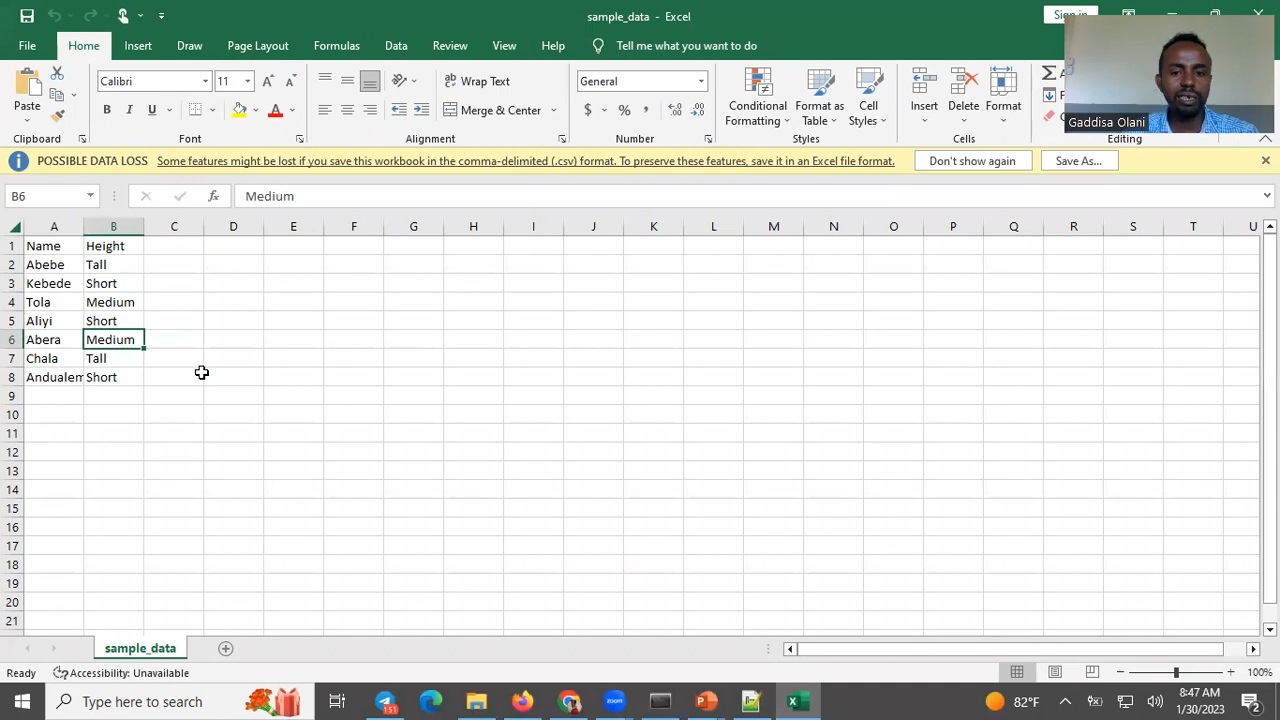 sample_data - Excel
Sign in
File Home Insert Draw Page Layout Formulas Data Review View Help Tell me what you want to do
Calibri 11 Wrap Text General
Paste B I U Merge & Center $ % Conditional Formatting Format as Table Cell Styles Insert Delete Format
Clipboard Font Alignment Number Styles Cells Editing
Gaddisa Olani
POSSIBLE DATA LOSS Some features might be lost if you save this workbook in the comma-delimited (.csv) format. To preserve these features, save it in an Excel file format. Don't show again Save As...
B6 fx Medium
A B C D E F G H I J K L M N O P Q R S T U
1 Name Height
2 Abebe Tall
3 Kebede Short
4 Tola Medium
5 Aliyi Short
6 Abera Medium
7 Chala Tall
8 Andualem Short
9
10
11
12
13
14
15
16
17
18
19
20
21
sample_data
Ready Accessibility: Unavailable 100%
Type here to search 151 zoom 82°F 8:47 AM
1/30/2023 2